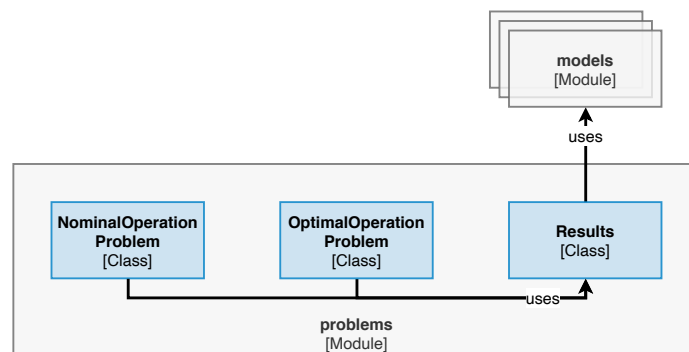 models
[Module]
uses
NominalOperation
Problem
[Class]
OptimalOperation
Problem
[Class]
Results
[Class]
uses
problems
[Module]